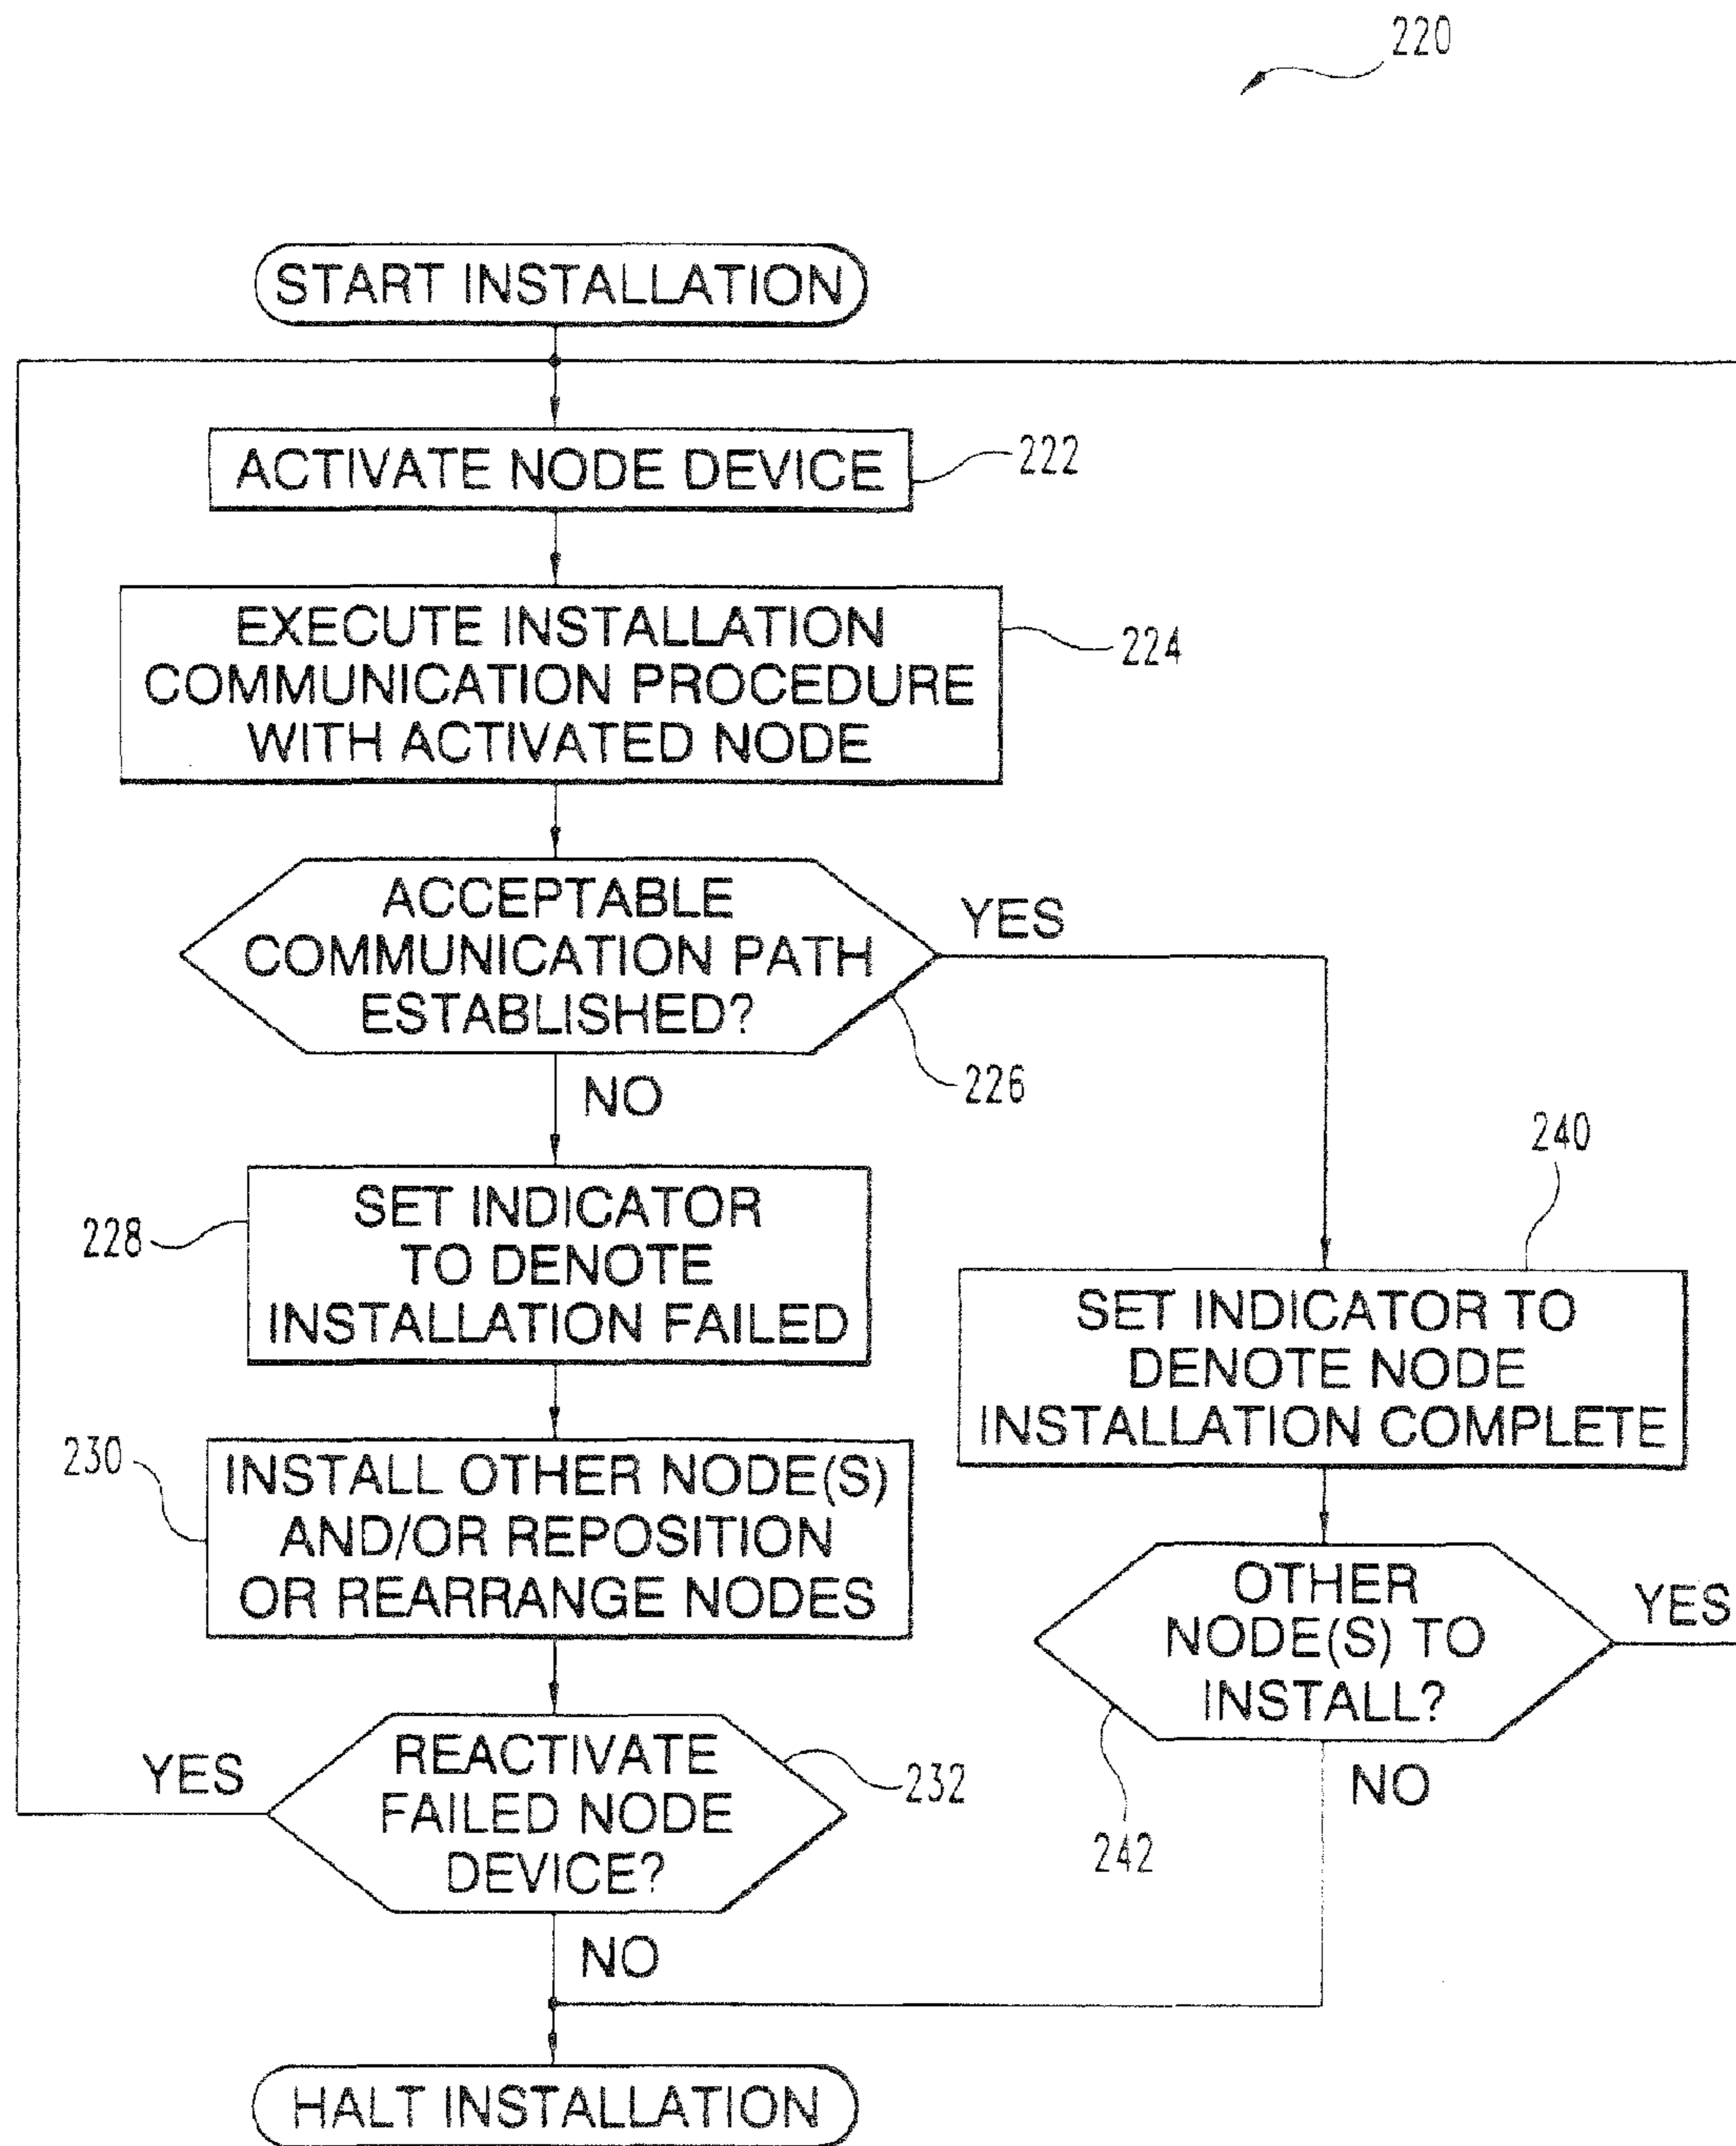 220
START INSTALLATION
ACTIVATE NODE DEVICE
222
EXECUTE INSTALLATION
COMMUNICATION PROCEDURE
WITH ACTIVATED NODE
224
ACCEPTABLE
COMMUNICATION PATH
ESTABLISHED?
YES
226
NO
240
228
SET INDICATOR
TO DENOTE
INSTALLATION FAILED
SET INDICATOR TO
DENOTE NODE
INSTALLATION COMPLETE
230
INSTALL OTHER NODE(S)
AND/OR REPOSITION
OR REARRANGE NODES
OTHER
NODE(S) TO
INSTALL?
YES
242
NO
YES
REACTIVATE
FAILED NODE
DEVICE?
232
NO
HALT INSTALLATION